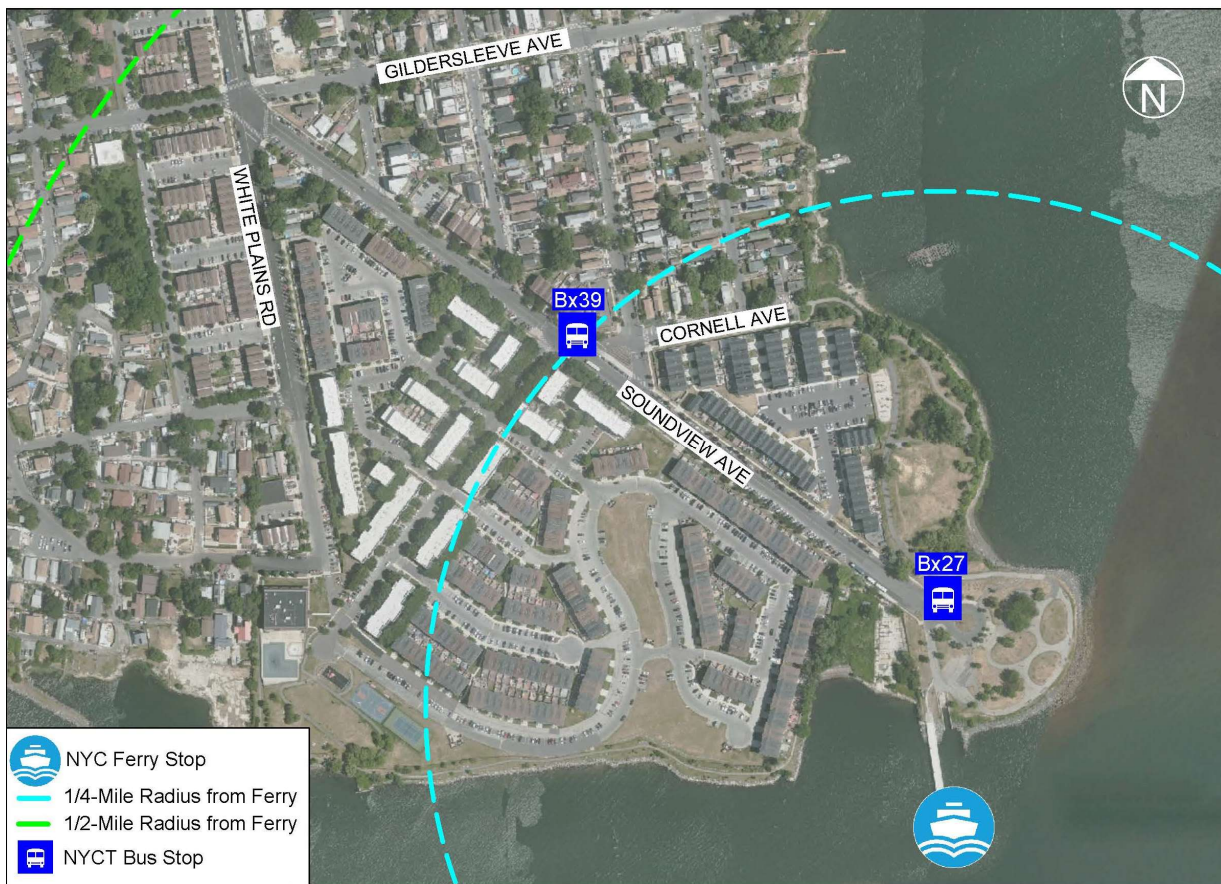 GILDERSLEEVE AVE
N
WHITE PLAINS RD
Bx39
CORNELL AVE
SOUNDVIEW AVE
Bx27
NYC Ferry Stop
1/4-Mile Radius from Ferry
1/2-Mile Radius from Ferry
NYCT Bus Stop